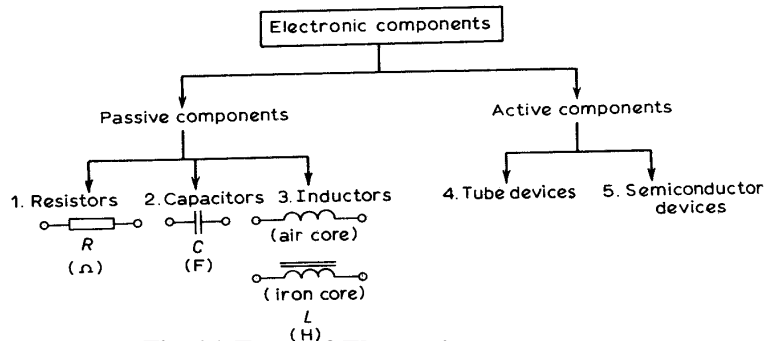 Electronic components
Passive components
Active components
1. Resistors
2. Capacitors
3. Inductors
4. Tube devices
5. Semiconductor
devices
R
(Ω)
C
(F)
(air core)
(iron core)
L
(H)